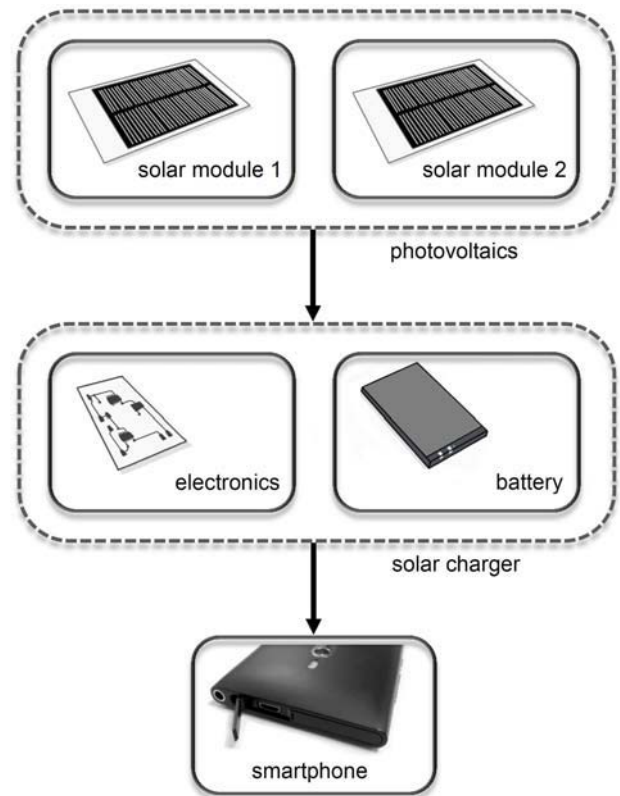 solar module 1
solar module 2
photovoltaics
electronics
battery
solar charger
smartphone